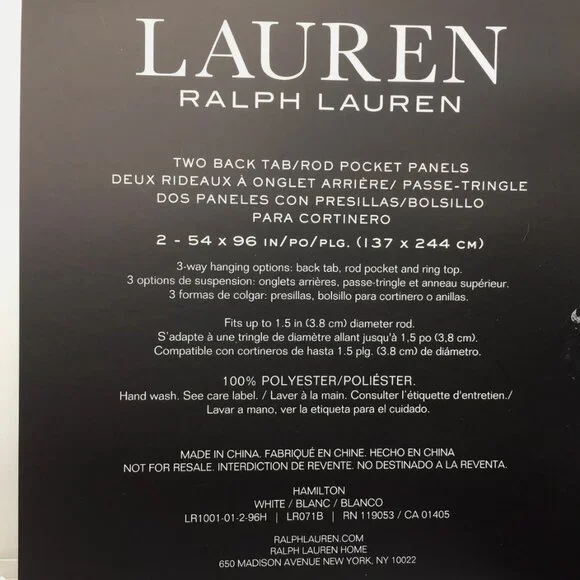 LAUREN
RALPH LAUREN
TWO BACK TAB/ROD POCKET PANELS
DEUX RIDEAUX À ONGLET ARRIÈRE/ PASSE-TRINGLE
DOS PANELES CON PRESILLAS/BOLSILLO
PARA CORTINERO
2 - 54 x 96 IN/PO/PLG. (137 x 244 CM)
3-way hanging options: back tab, rod pocket and ring top.
3 options de suspension: onglets arrières, passe-tringle et anneau supérieur.
3 formas de colgar: presillas, bolsillo para cortinero o anillas.
Fits up to 1.5 in (3.8 cm) diameter rod.
S'adapte à une tringle de diamètre allant jusqu'à 1,5 po (3,8 cm).
Compatible con cortineros de hasta 1.5 plg. (3.8 cm) de diámetro.
100% POLYESTER/POLIÉSTER.
Hand wash. See care label. / Laver à la main. Consulter l'étiquette d'entretien./
Lavar a mano, ver la etiqueta para el cuidado.
MADE IN CHINA. FABRIQUÉ EN CHINE. HECHO EN CHINA
NOT FOR RESALE. INTERDICTION DE REVENTE. NO DESTINADO A LA REVENTA.
HAMILTON
WHITE / BLANC / BLANCO
LR1001-01-2-96H | LR071B | RN 119053 / CA 01405
RALPHLAUREN.COM
RALPH LAUREN HOME
650 MADISON AVENUE NEW YORK, NY 10022